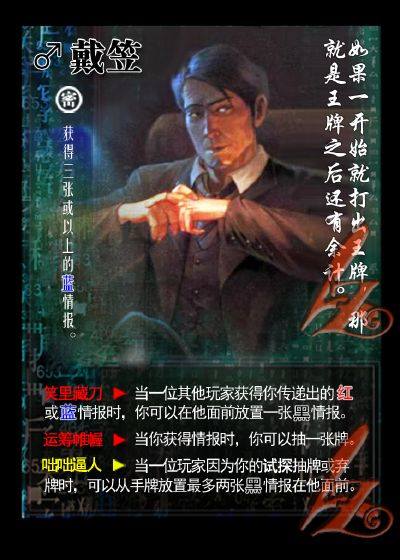 ♂戴笠
密
获得三张或以上的蓝情报。
如果一开始就打出王牌，那
就是王牌之后还有余计。
笑里藏刀 ► 当一位其他玩家获得你传递出的红
或蓝情报时，你可以在他面前放置一张黑情报。
运筹帷幄 ► 当你获得情报时，你可以抽一张牌。
咄咄逼人 ► 当一位玩家因为你的试探抽牌或弃
牌时，可以从手牌放置最多两张黑情报在他面前。